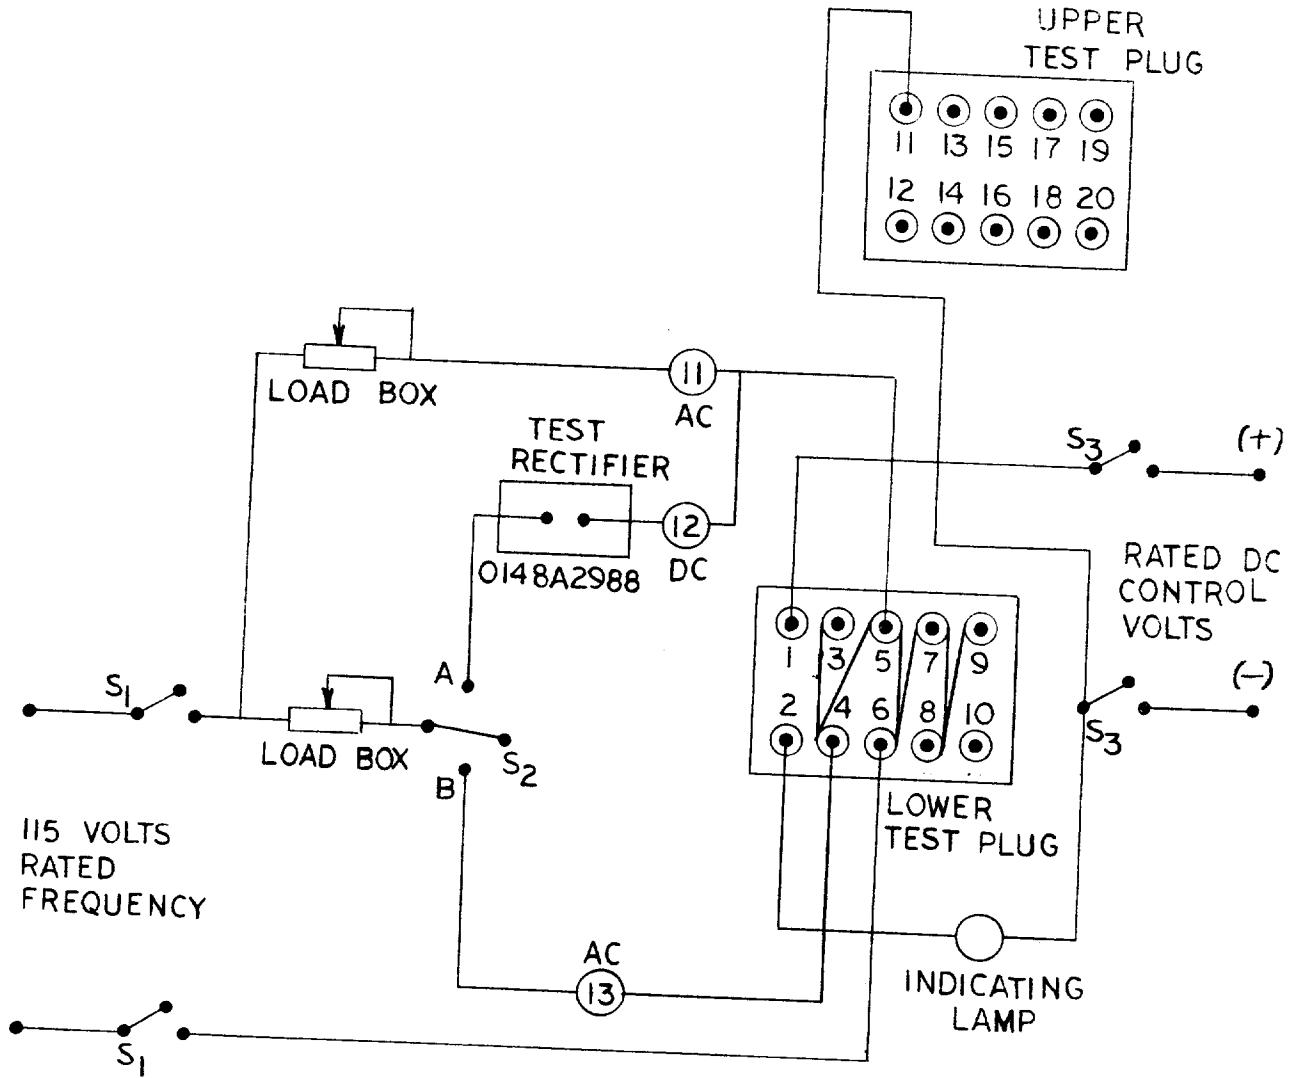 UPPER
TEST PLUG
11 13 15 17 19
12 14 16 18 20
LOAD BOX
11
AC
TEST
RECTIFIER
12
DC
0148A2988
S3
(+)
RATED DC
CONTROL
VOLTS
1 3 5 7 9
2 4 6 8 10
LOWER
TEST PLUG
(-)
S3
S1
LOAD BOX
A
S2
B
115 VOLTS
RATED
FREQUENCY
AC
13
INDICATING
LAMP
S1